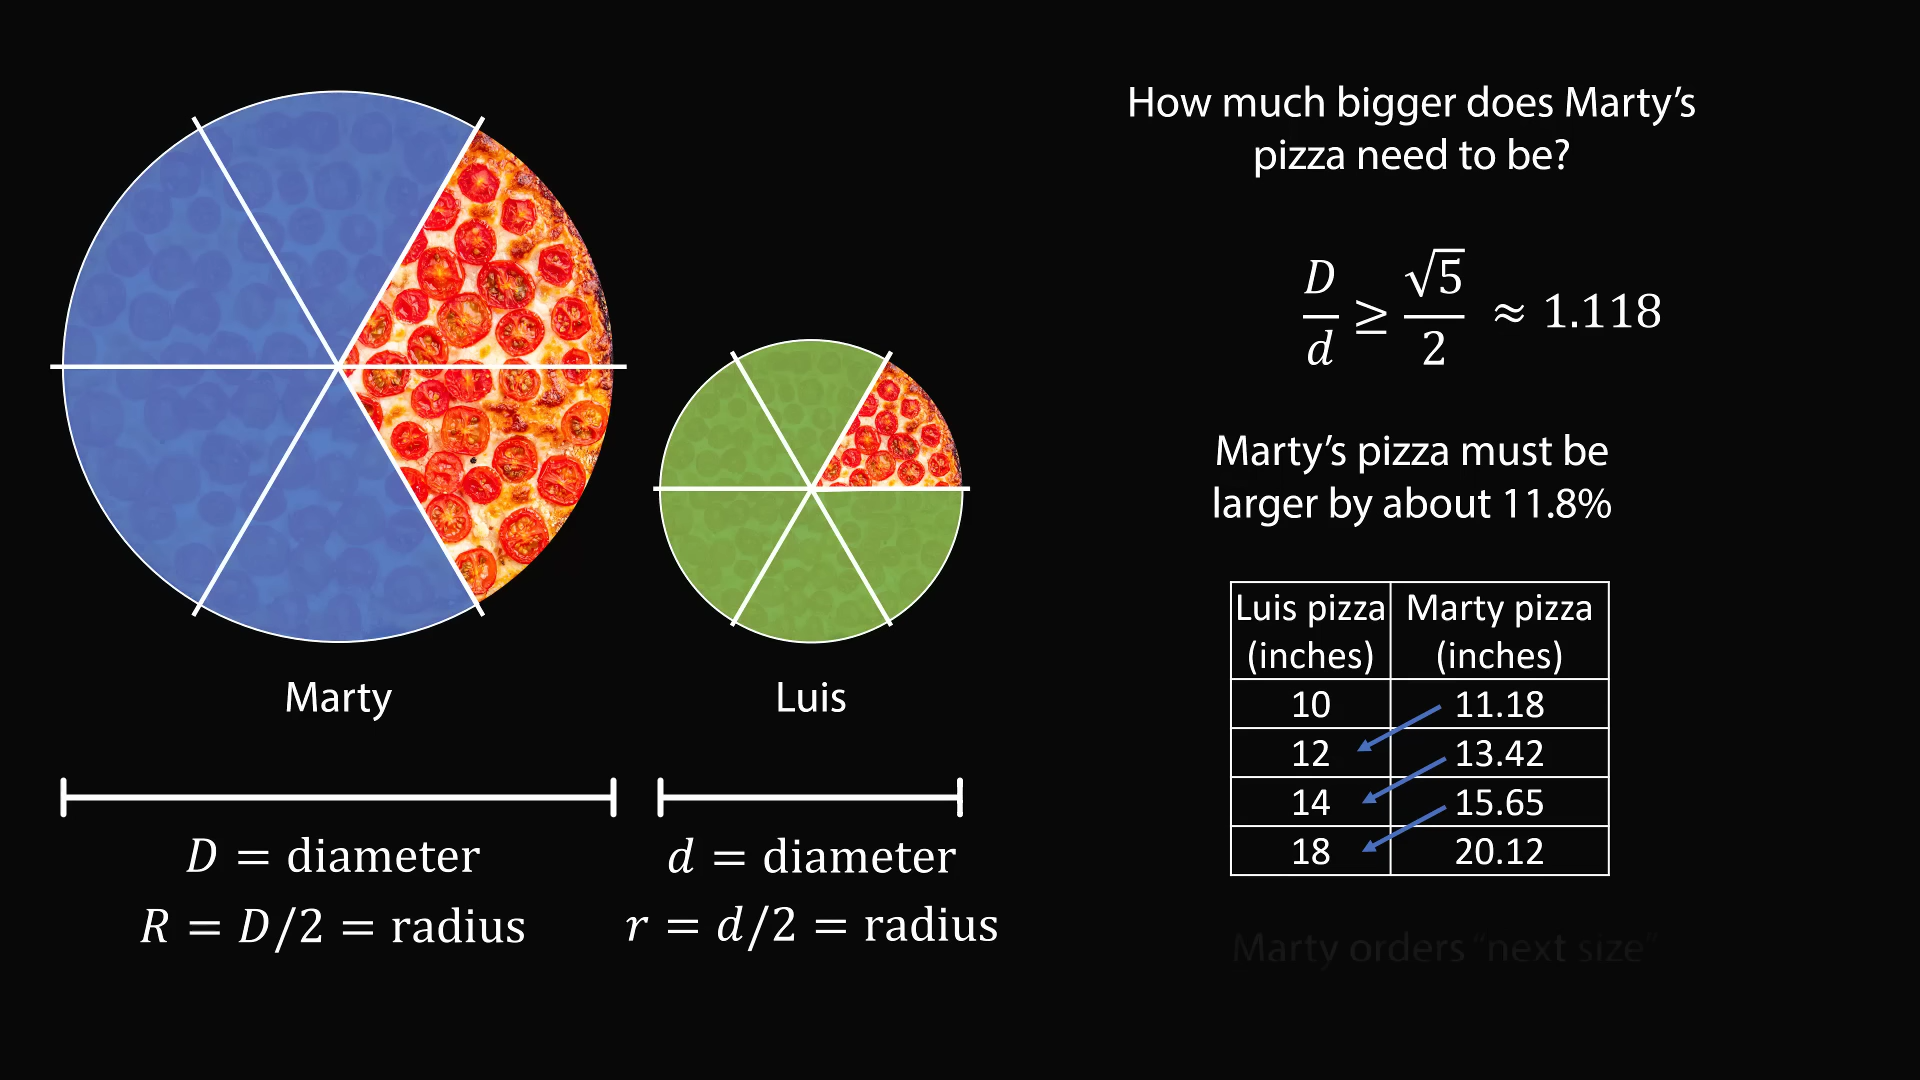 How much bigger does Marty’s
pizza need to be?
D/d ≥ √5/2 ≈ 1.118
Marty’s pizza must be
larger by about 11.8%
Luis pizza (inches) Marty pizza (inches)
10 11.18
12 13.42
14 15.65
18 20.12
Marty orders “next size”
Marty
Luis
D = diameter
R = D/2 = radius
d = diameter
r = d/2 = radius